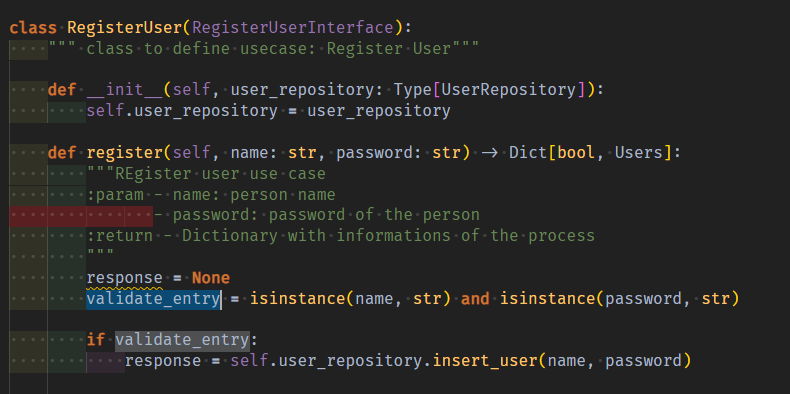 class RegisterUser(RegisterUserInterface):
    """ class to define usecase: Register User"""
    def __init__(self, user_repository: Type[UserRepository]):
        self.user_repository = user_repository
    def register(self, name: str, password: str) -> Dict[bool, Users]:
        """REgister user use case
        :param - name: person name
               - password: password of the person
        :return - Dictionary with informations of the process
        """
        response = None
        validate_entry = isinstance(name, str) and isinstance(password, str)
        if validate_entry:
            response = self.user_repository.insert_user(name, password)